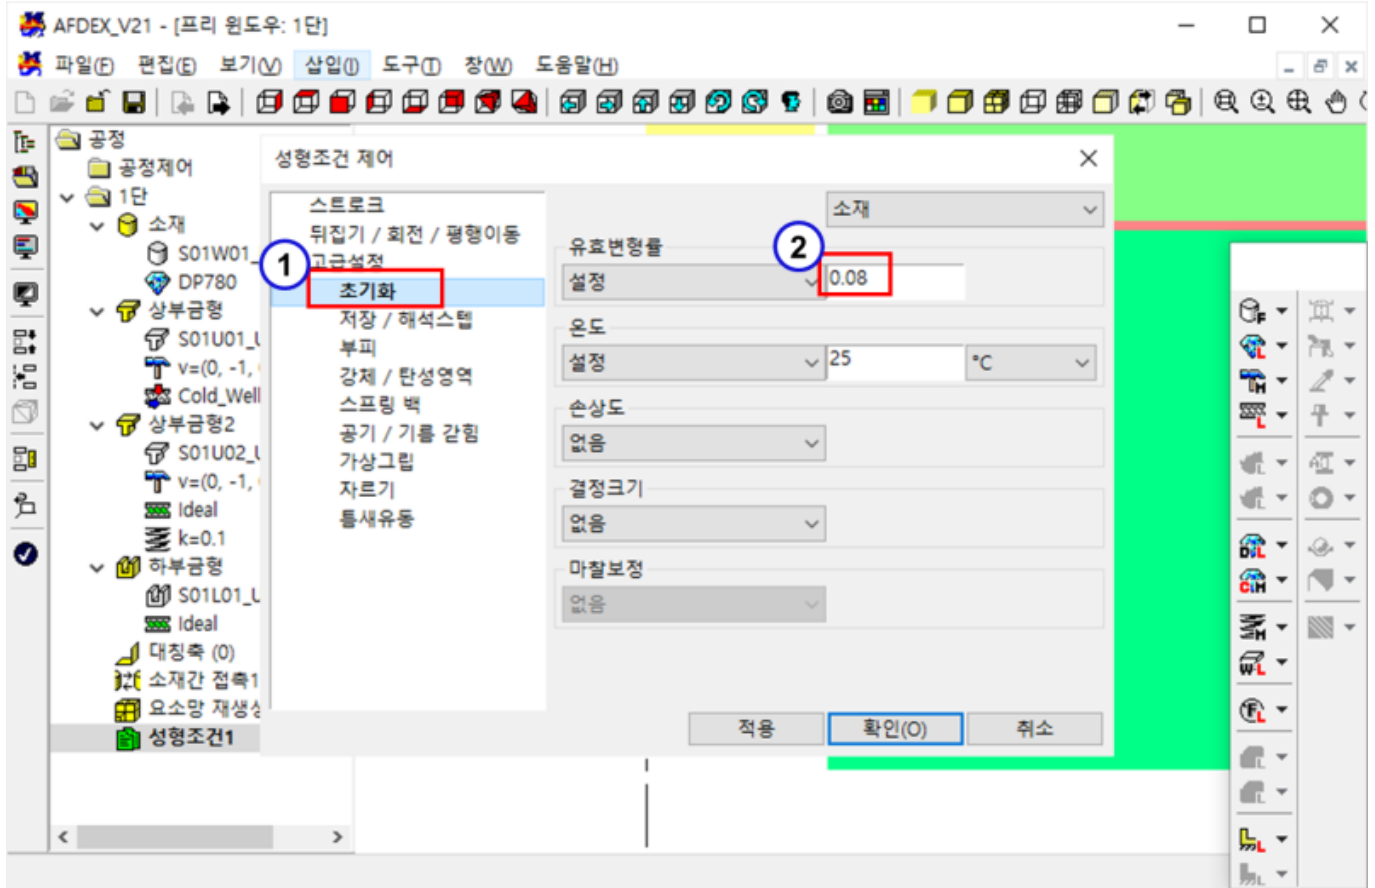 AFDEX_V21 - [프리 윈도우: 1단]
파일(F) 편집(E) 보기(V) 삽입(I) 도구(T) 창(W) 도움말(H)
공정
공정제어
1단
소재
S01W01_
DP780
상부금형
S01U01_U
v=(0, -1,
Cold_Well
상부금형2
S01U02_U
v=(0, -1,
Ideal
k=0.1
하부금형
S01L01_U
Ideal
대칭축 (0)
소재간 접촉1
요소망 재생성
성형조건1
성형조건 제어
스트로크
뒤집기 / 회전 / 평행이동
고급설정
1
초기화
저장 / 해석스텝
부피
강체 / 탄성영역
스프링 백
공기 / 기름 갇힘
가상그립
자르기
틈새유동
소재
유효변형률
2
설정 0.08
온도
설정 25 °C
손상도
없음
결정크기
없음
마찰보정
없음
적용 확인(O) 취소
F
L
M
L
L
L
D L
C M
M
W L
F L
L
L
L
L